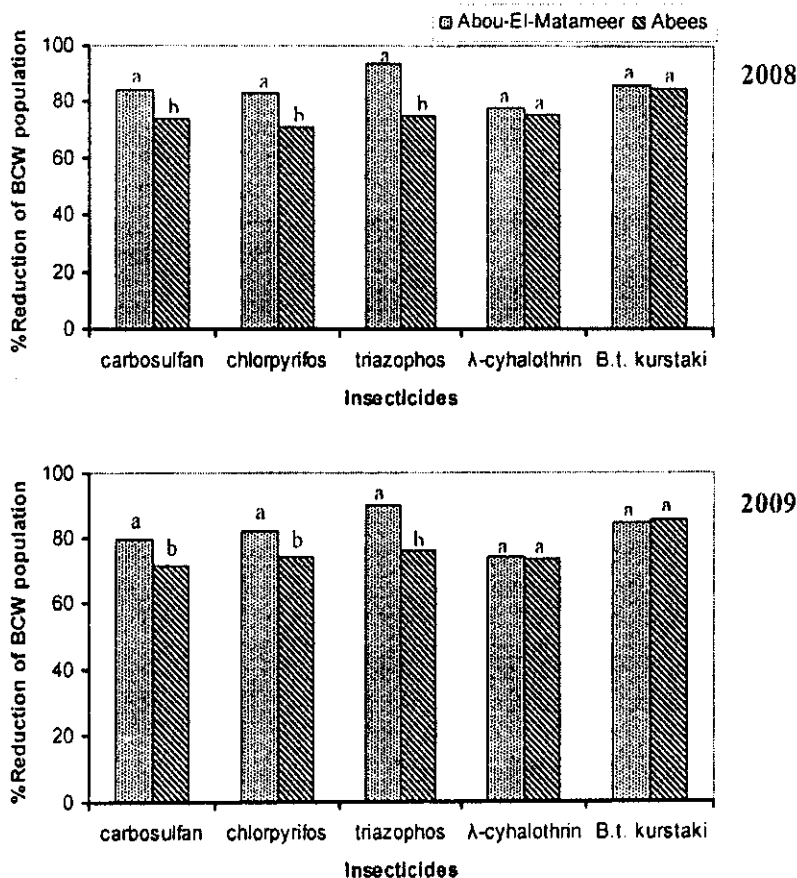 Abou-El-Matameer Abees
2008
%Reduction of BCW population
100
80
60
40
20
0
a b a b a b a a a a
carbosulfan chlorpyrifos triazophos λ-cyhalothrin B.t. kurstaki
Insecticides
2009
%Reduction of BCW population
100
80
60
40
20
0
a b a b a b a a a a
carbosulfan chlorpyrifos triazophos λ-cyhalothrin B.t. kurstaki
Insecticides